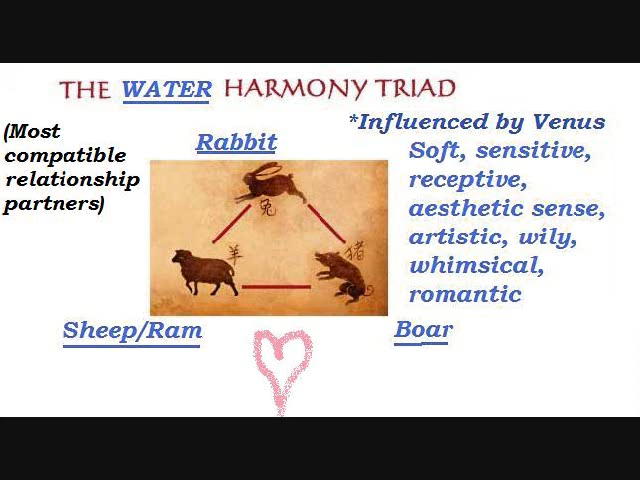 THE WATER HARMONY TRIAD
(Most
compatible
relationship
partners)
*Influenced by Venus
Soft, sensitive,
receptive,
aesthetic sense,
artistic, wily,
whimsical,
romantic
Rabbit
兔
羊
猪
Sheep/Ram
Boar